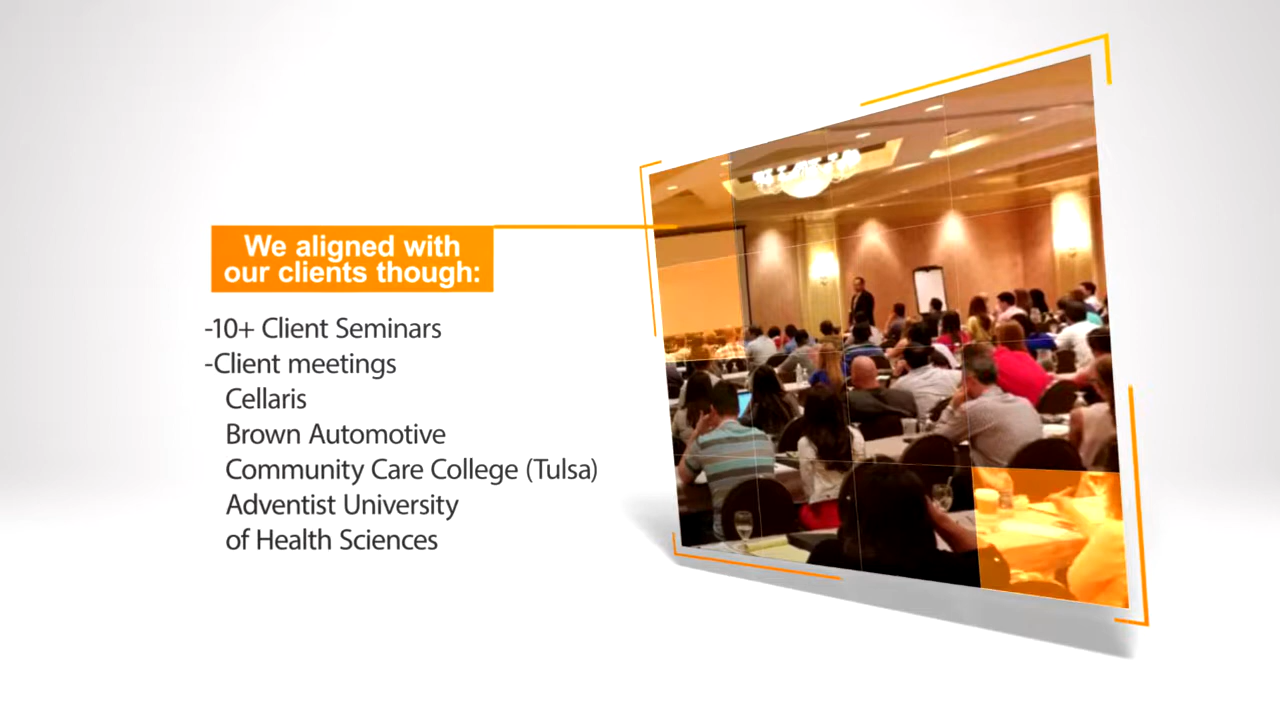 We aligned with
our clients though:
-10+ Client Seminars
-Client meetings
Cellaris
Brown Automotive
Community Care College (Tulsa)
Adventist University
of Health Sciences